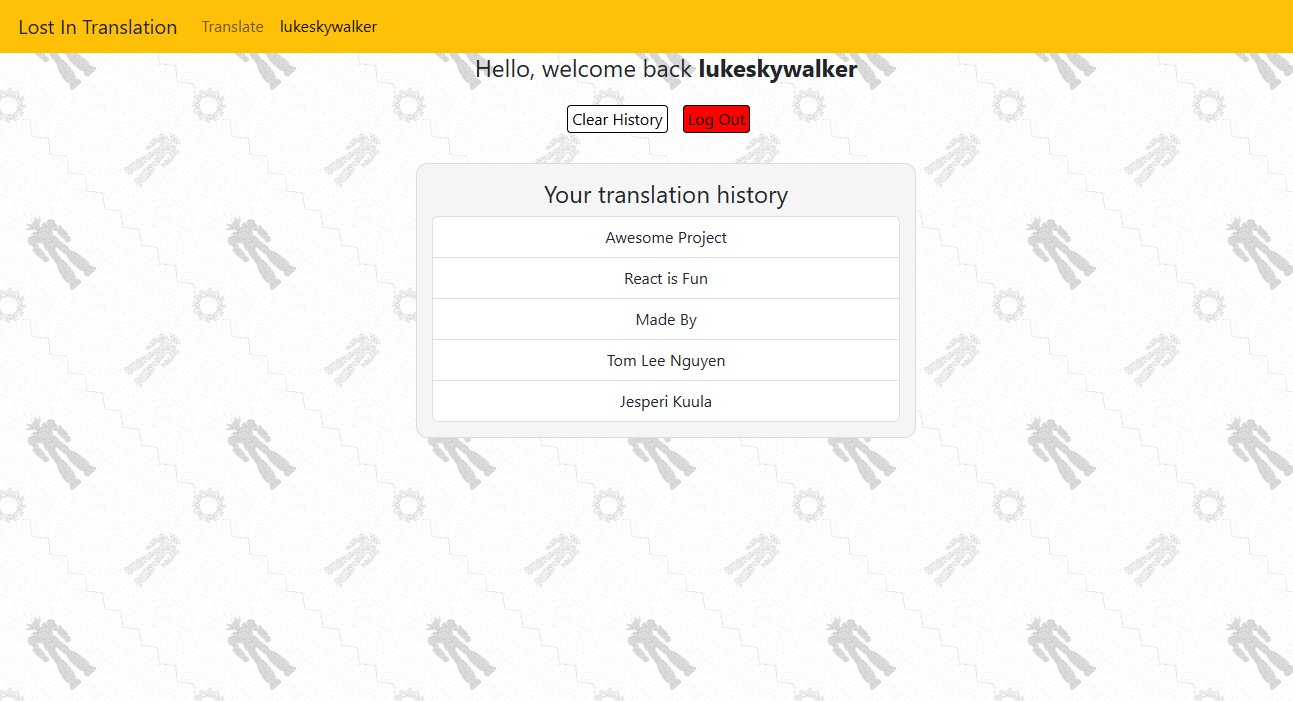 Lost In Translation Translate lukeskywalker
Hello, welcome back lukeskywalker
Clear History Log Out
Your translation history
Awesome Project
React is Fun
Made By
Tom Lee Nguyen
Jesperi Kuula